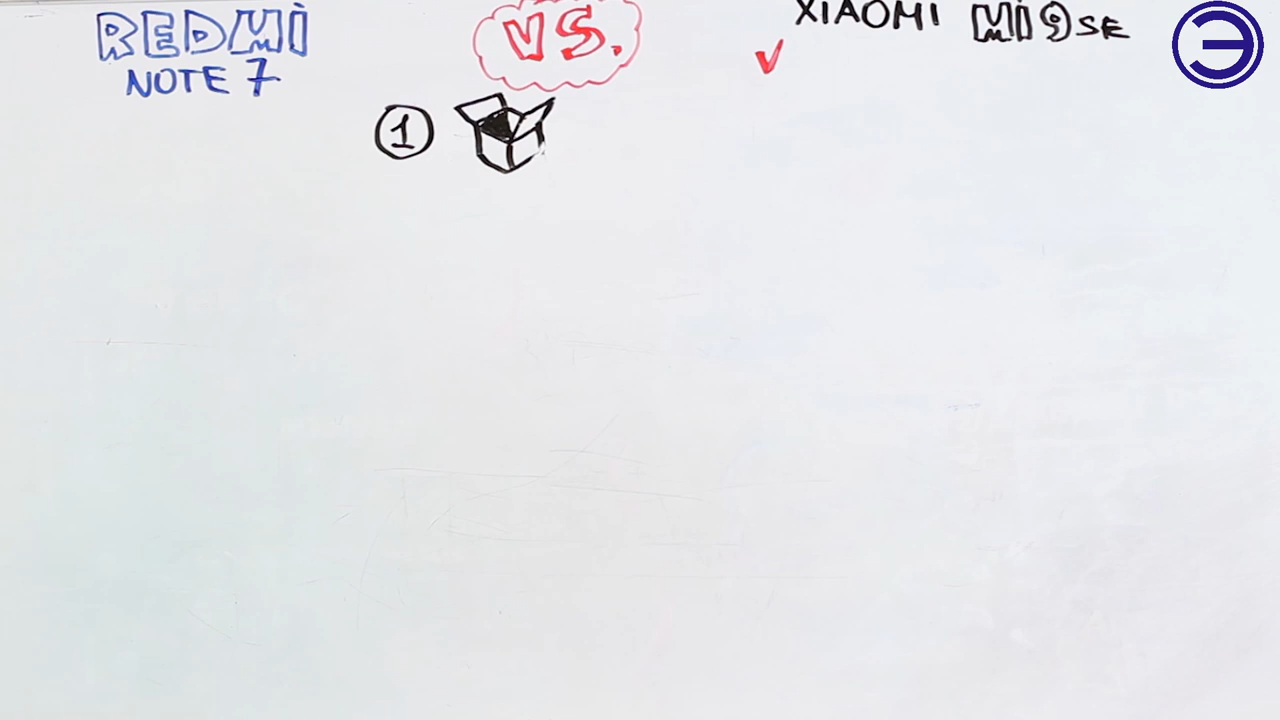 REDMI
NOTE 7
VS.
XIAOMI MI 9 SE
1
Э